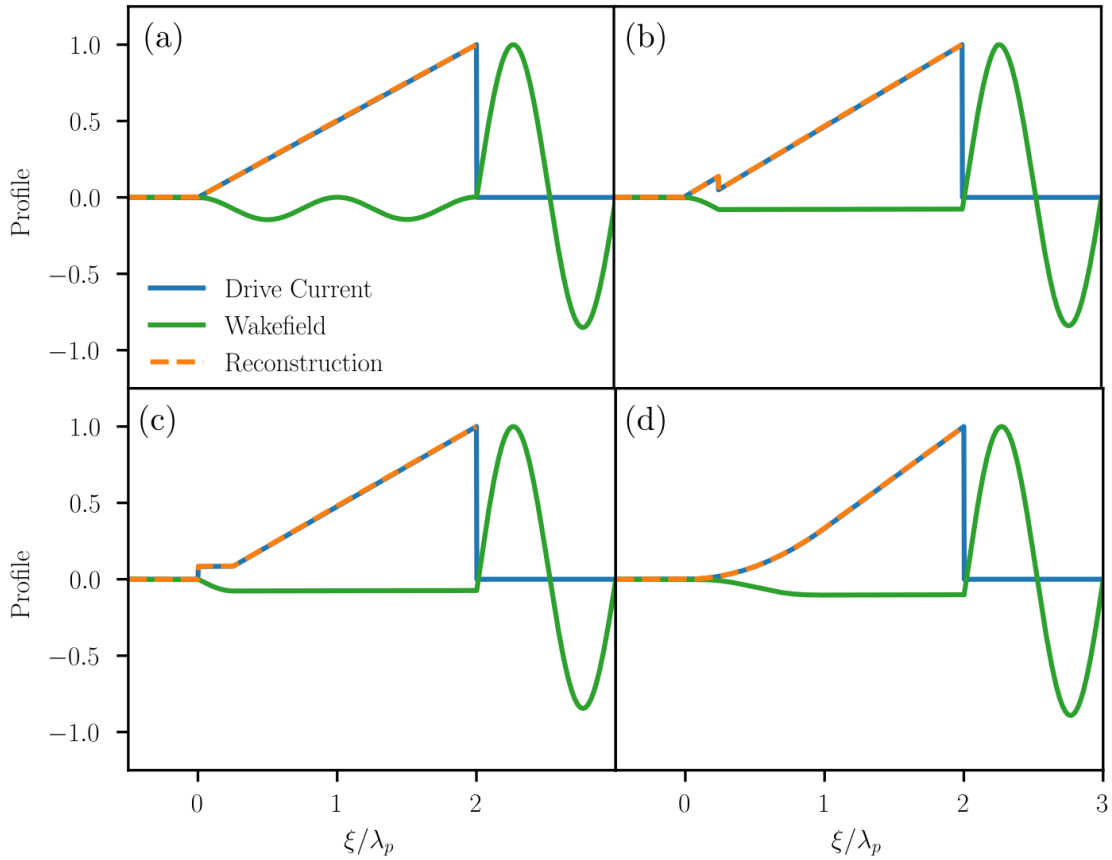 (a)
(b)
1.0
0.5
0.0
−0.5
−1.0
Profile
Drive Current
Wakefield
Reconstruction
(c)
(d)
1.0
0.5
0.0
−0.5
−1.0
Profile
0 1 2
0 1 2 3
ξ/λₚ
ξ/λₚ